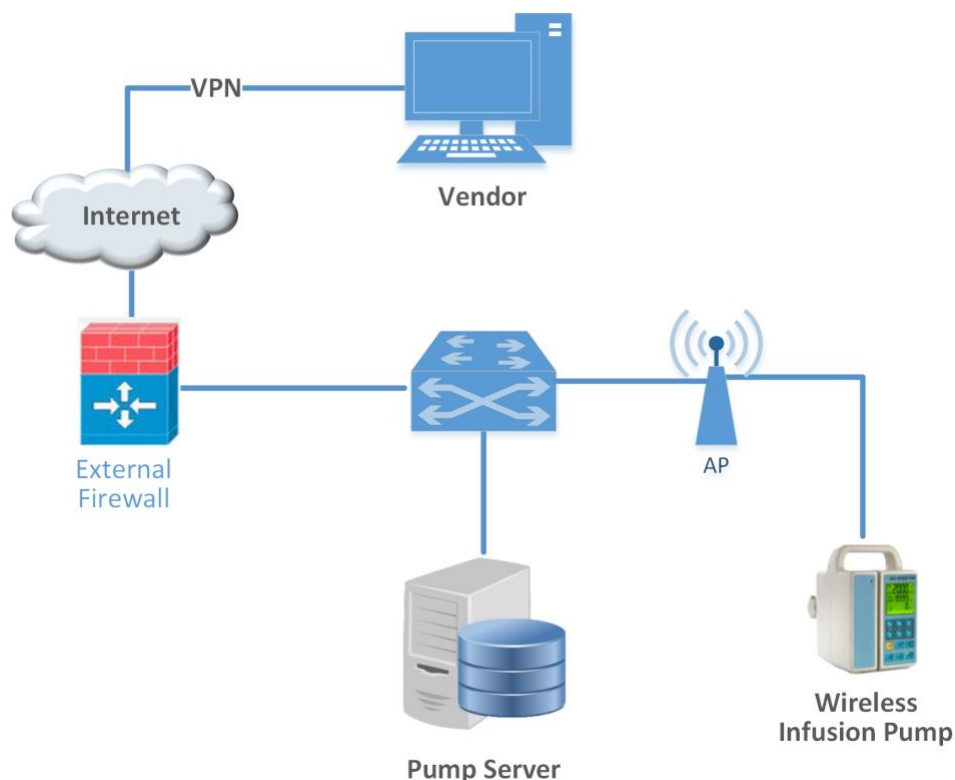 VPN
Vendor
Internet
External
Firewall
AP
Wireless
Infusion Pump
Pump Server